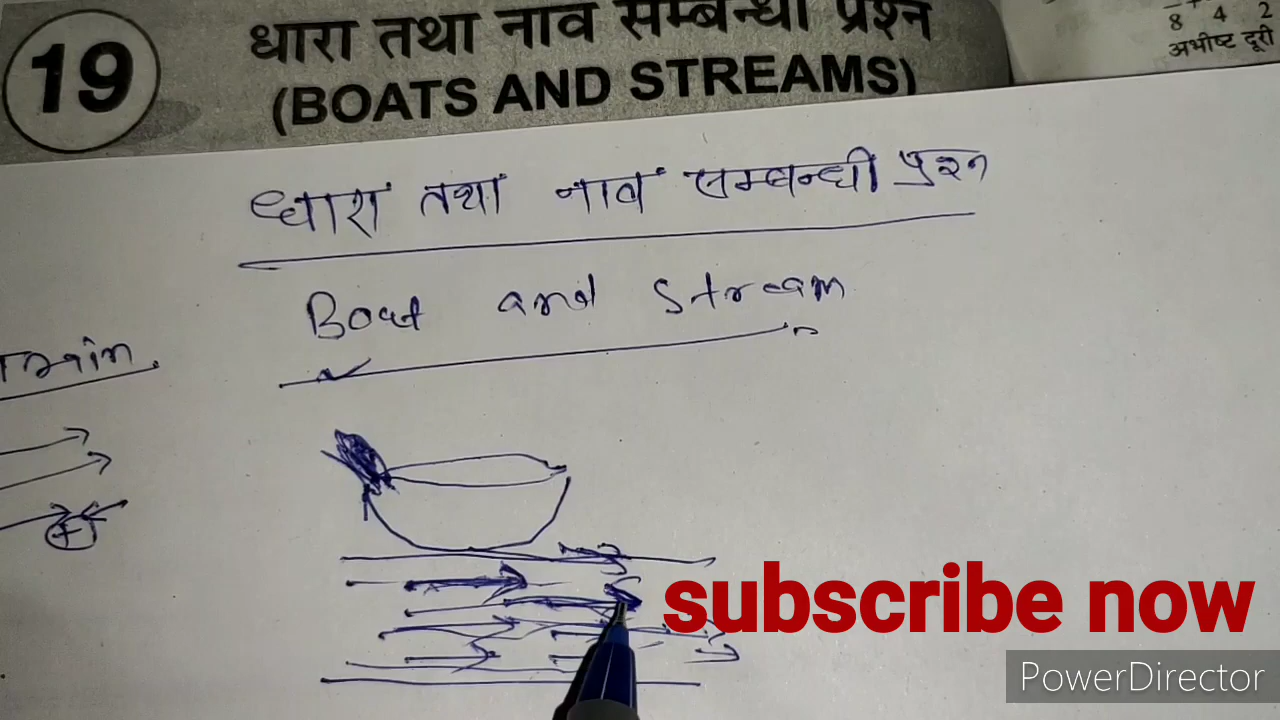 19
धारा तथा नाव सम्बन्धी प्रश्न
(BOATS AND STREAMS)
8 4 2
अभीष्ट दूरी
धारा तथा नाव सम्बन्धी प्रश्न
Boat and Stream
Train
+
subscribe now
PowerDirector